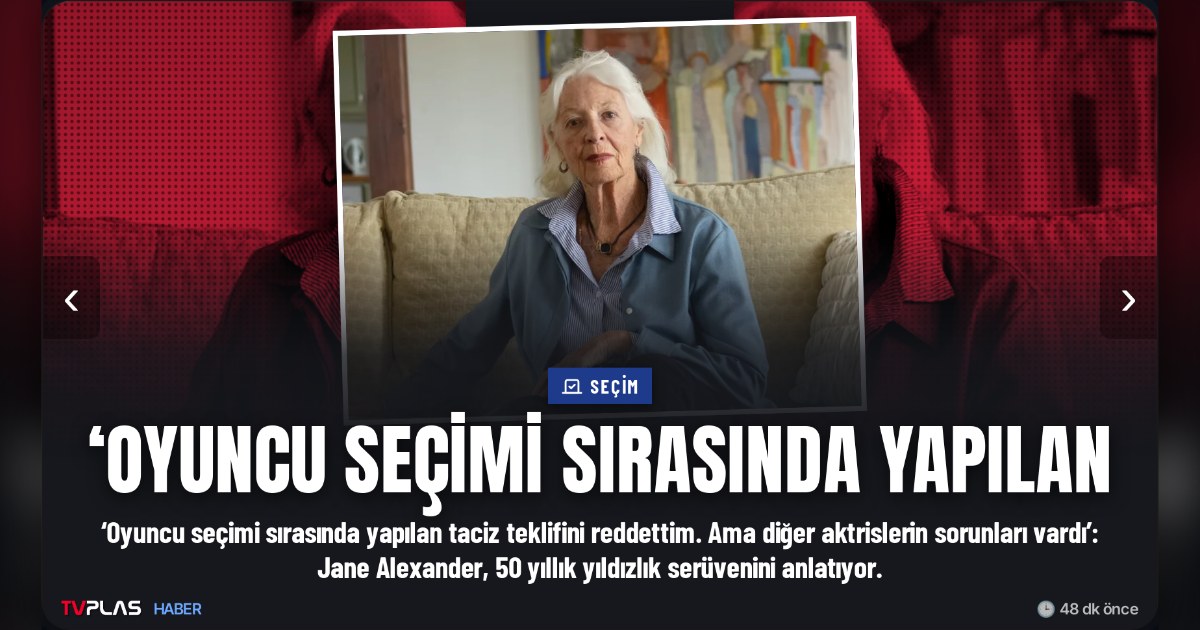 SEÇİM
‘OYUNCU SEÇİMİ SIRASINDA YAPILAN
‘Oyuncu seçimi sırasında yapılan taciz teklifini reddettim. Ama diğer aktrislerin sorunları vardı’:
Jane Alexander, 50 yıllık yıldızlık serüvenini anlatıyor.
TVPLAS HABER
48 dk önce